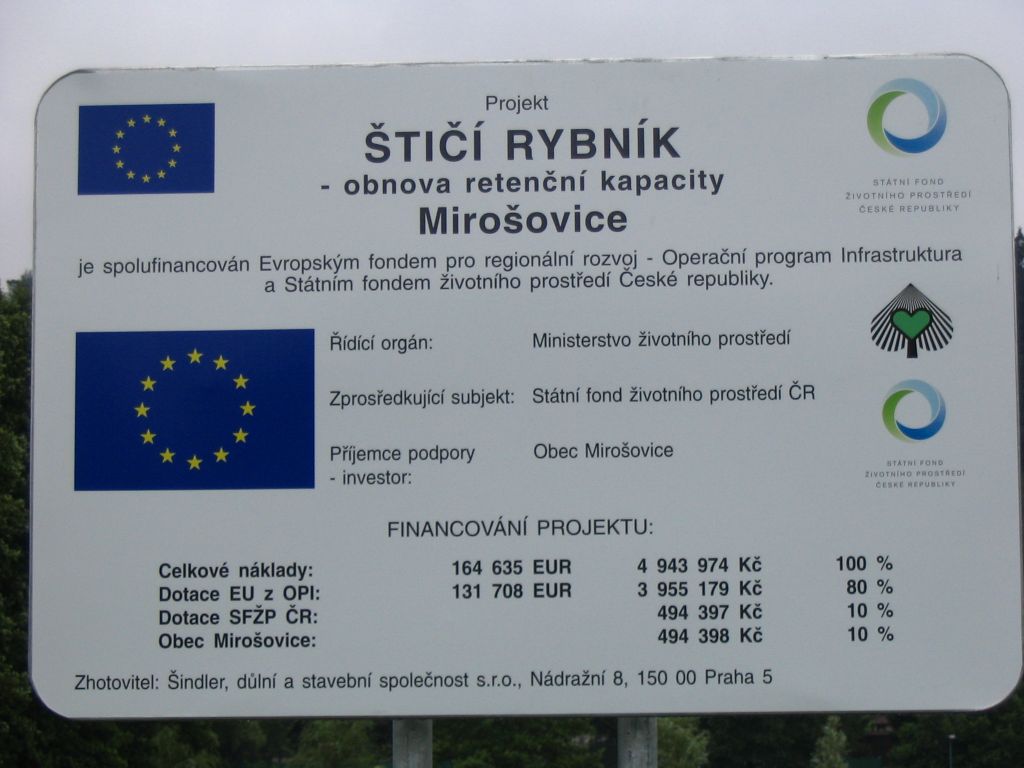 Projekt
ŠTIČÍ RYBNÍK
- obnova retenční kapacity
Mirošovice
STÁTNÍ FOND
ŽIVOTNÍHO PROSTŘEDÍ
ČESKÉ REPUBLIKY
je spolufinancován Evropským fondem pro regionální rozvoj - Operační program Infrastruktura
a Státním fondem životního prostředí České republiky.
Řídící orgán: Ministerstvo životního prostředí
Zprosředkující subjekt: Státní fond životního prostředí ČR
Příjemce podpory Obec Mirošovice
- investor:
STÁTNÍ FOND
ŽIVOTNÍHO PROSTŘEDÍ
ČESKÉ REPUBLIKY
FINANCOVÁNÍ PROJEKTU:
Celkové náklady: 164 635 EUR 4 943 974 Kč 100 %
Dotace EU z OPI: 131 708 EUR 3 955 179 Kč 80 %
Dotace SFŽP ČR: 494 397 Kč 10 %
Obec Mirošovice: 494 398 Kč 10 %
Zhotovitel: Šindler, důlní a stavební společnost s.r.o., Nádražní 8, 150 00 Praha 5